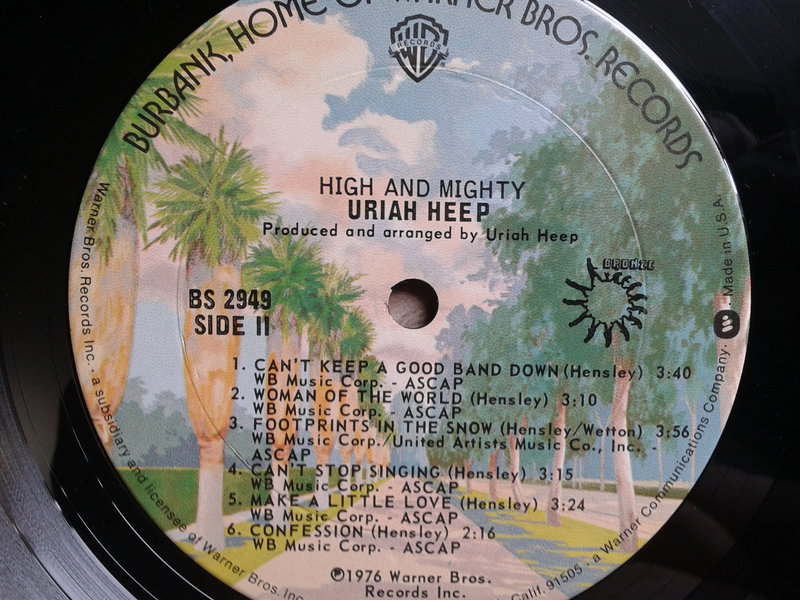 BURBANK, HOME OF WARNER BROS. RECORDS
RECORDS
HIGH AND MIGHTY
URIAH HEEP
Produced and arranged by Uriah Heep
BRONZE
BS 2949
SIDE II
1. CAN'T KEEP A GOOD BAND DOWN (Hensley) 3:40
WB Music Corp. - ASCAP
2. WOMAN OF THE WORLD (Hensley) 3:10
WB Music Corp. - ASCAP
3. FOOTPRINTS IN THE SNOW (Hensley/Wetton) 3:56
WB Music Corp./United Artists Music Co., Inc. -
ASCAP
4. CAN'T STOP SINGING (Hensley) 3:15
WB Music Corp. - ASCAP
5. MAKE A LITTLE LOVE (Hensley) 3:24
WB Music Corp. - ASCAP
6. CONFESSION (Hensley) 2:16
WB Music Corp. - ASCAP
℗1976 Warner Bros.
Records Inc.
Warner Bros. Records Inc. · a subsidiary and licensee of Warner Bros. Inc.
Calif. 91505 · a Warner Communications Company · Made in U.S.A.